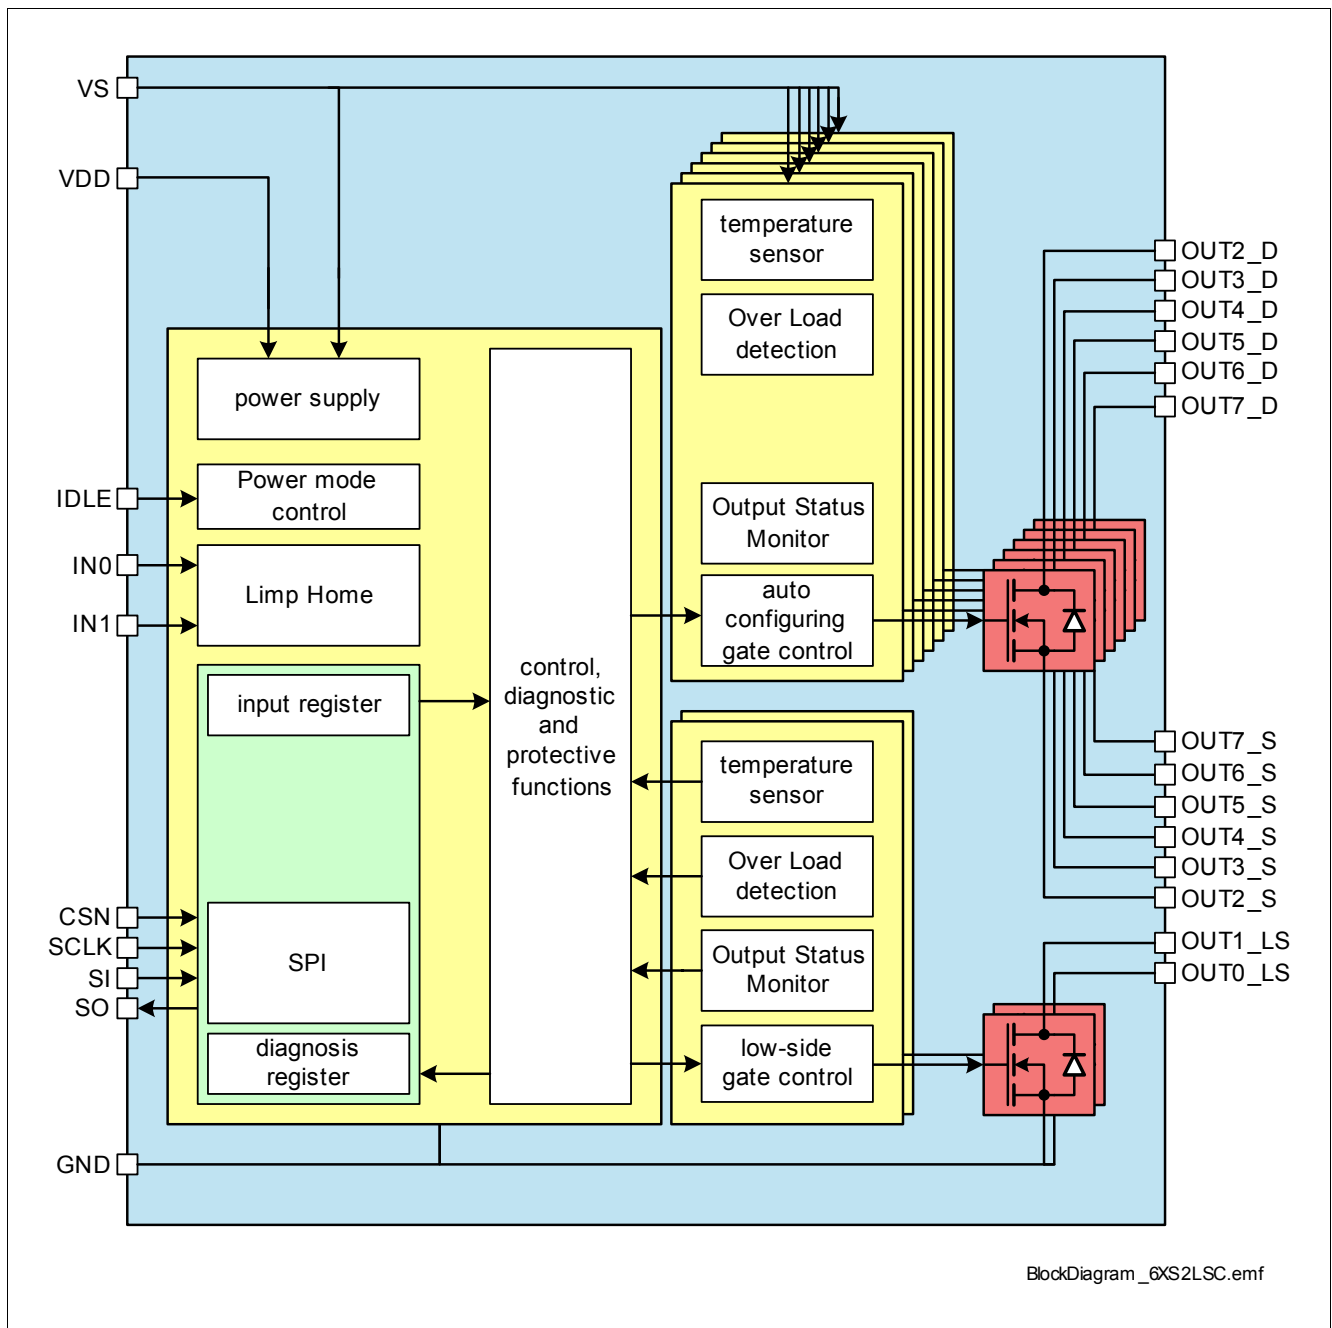 VS
VDD
IDLE
IN0
IN1
CSN
SCLK
SI
SO
GND
power supply
Power mode
control
Limp Home
input register
SPI
diagnosis
register
control,
diagnostic
and
protective
functions
temperature
sensor
Over Load
detection
Output Status
Monitor
auto
configuring
gate control
temperature
sensor
Over Load
detection
Output Status
Monitor
low-side
gate control
OUT2_D
OUT3_D
OUT4_D
OUT5_D
OUT6_D
OUT7_D
OUT7_S
OUT6_S
OUT5_S
OUT4_S
OUT3_S
OUT2_S
OUT1_LS
OUT0_LS
BlockDiagram_6XS2LSC.emf